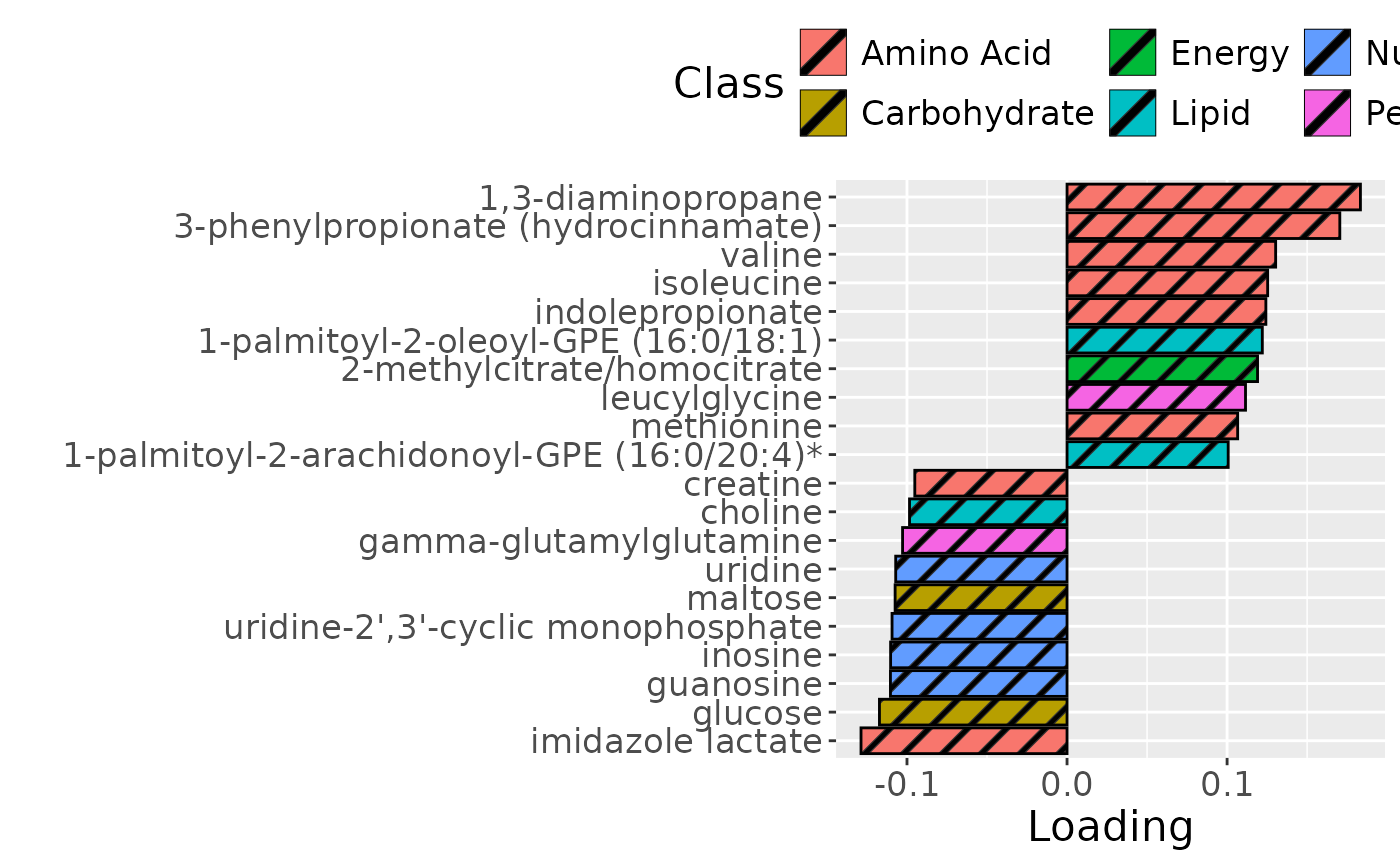 Class
Amino Acid
Energy
Nu
Carbohydrate
Lipid
Pe
1,3-diaminopropane
3-phenylpropionate (hydrocinnamate)
valine
isoleucine
indolepropionate
1-palmitoyl-2-oleoyl-GPE (16:0/18:1)
2-methylcitrate/homocitrate
leucylglycine
methionine
1-palmitoyl-2-arachidonoyl-GPE (16:0/20:4)*
creatine
choline
gamma-glutamylglutamine
uridine
maltose
uridine-2',3'-cyclic monophosphate
inosine
guanosine
glucose
imidazole lactate
-0.1 0.0 0.1
Loading